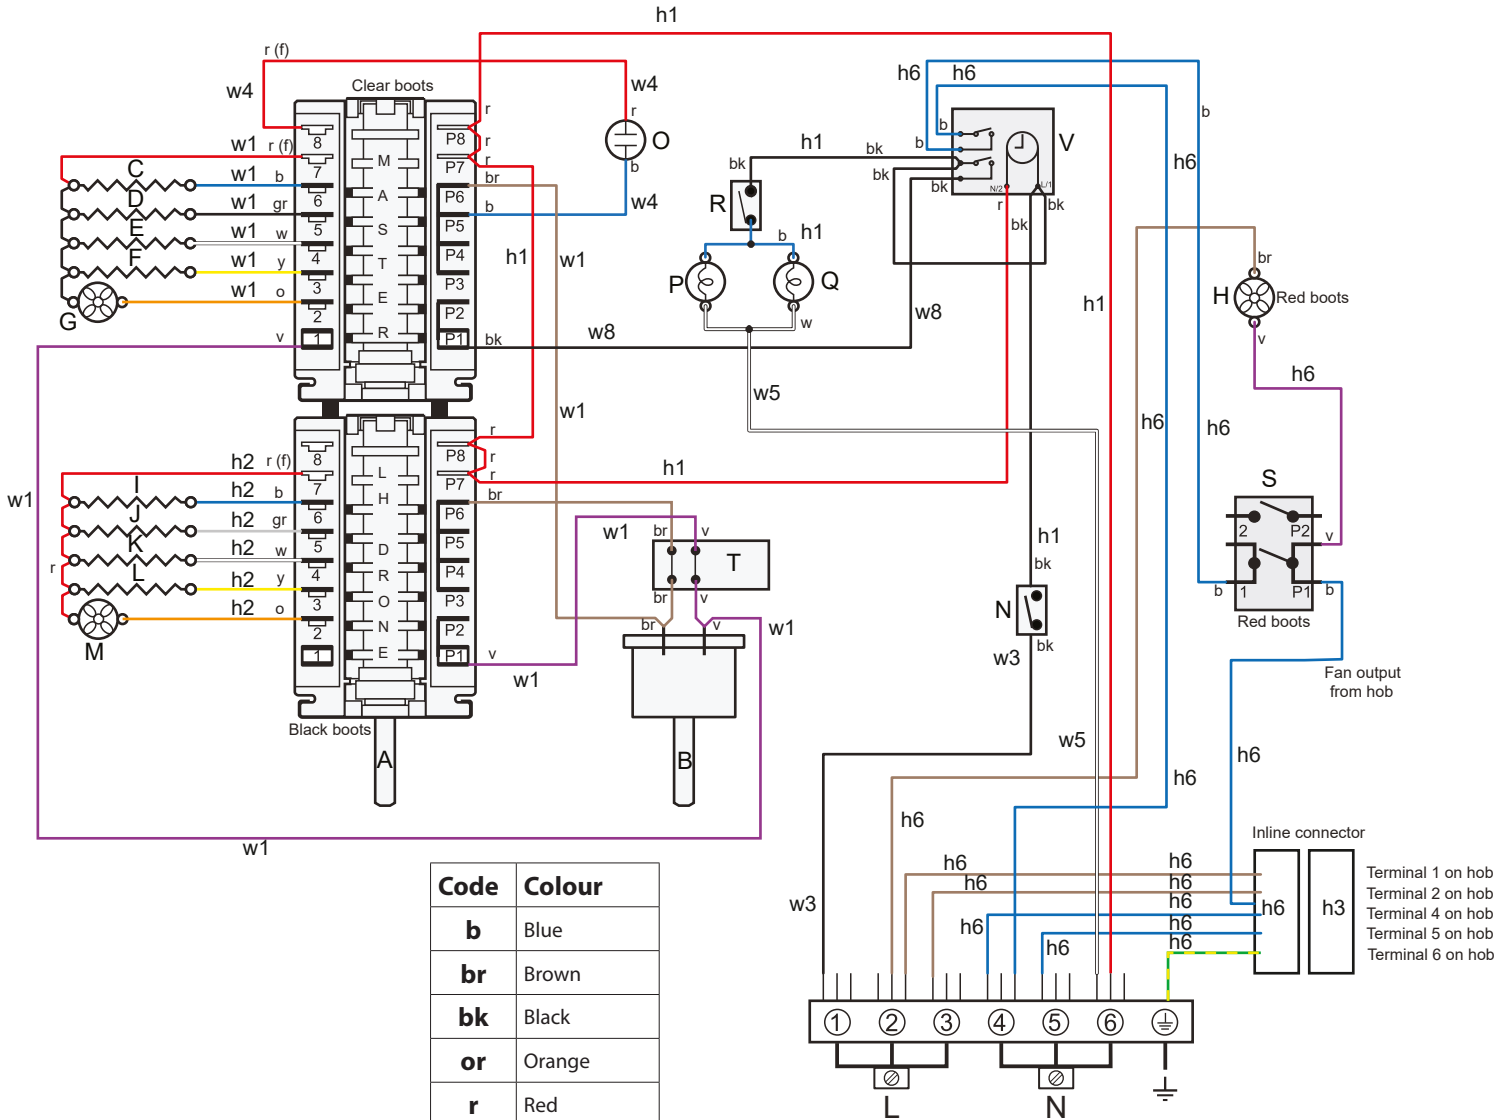 h1
r (f)
h6
h6
w4
Clear boots
w4
r
r
b
8
P8
r
O
b
b
V
w1
r (f)
M
P7
r
h1
bk
C
7
bk
b
h6
w1
b
A
P6
br
bk
bk
N/2
L/1
D
6
w4
R
r
bk
w1
gr
S
P5
b
bk
E
5
b
h1
w1
w
T
P4
h1
w1
br
F
4
P
Q
H
Red boots
w1
y
E
P3
h1
3
w1
o
P2
w8
w
G
2
R
v
v
1
P1
bk
w8
h6
w5
w1
h6
h6
r
8
P8
r
h2
r (f)
L
P7
r
h1
S
I
7
w1
h2
b
H
P6
br
J
6
w1
br
v
2
P2
v
h2
gr
D
P5
K
5
T
h1
h2
w
R
P4
bk
r
L
4
h2
y
O
P3
br
v
b
1
P1
b
3
N
Red boots
h2
o
N
P2
br
v
w1
bk
M
2
w3
1
E
P1
v
w1
Fan output
from hob
Black boots
w5
A
B
h6
h6
h6
w1
Inline connector
h6
h6
Terminal 1 on hob
h6
h6
Terminal 2 on hob
w3
h6
h6
h3
Terminal 4 on hob
h6
h6
h6
Terminal 5 on hob
h6
Terminal 6 on hob
1
2
3
4
5
6
L
N
Code Colour
b Blue
br Brown
bk Black
or Orange
r Red